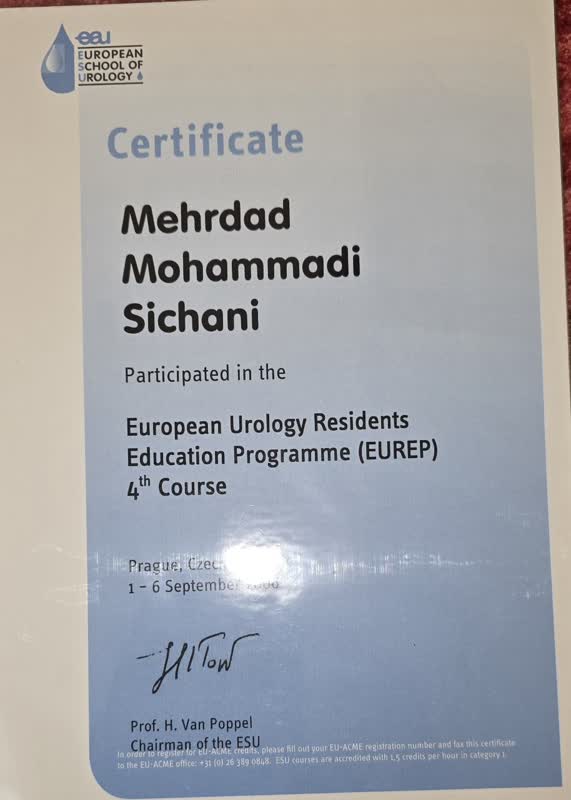 eau
EUROPEAN
SCHOOL OF
UROLOGY
Certificate
Mehrdad
Mohammadi
Sichani
Participated in the
European Urology Residents
Education Programme (EUREP)
4th Course
Prague,
1 - 6 September
Prof. H. Van Poppel
Chairman of the ESU
In order to register for EU-ACME credits, please fill out your EU-ACME registration number and fax this certificate
to the EU-ACME office: +31 (0) 26 389 0848. ESU courses are accredited with 1,5 credits per hour in category 1.